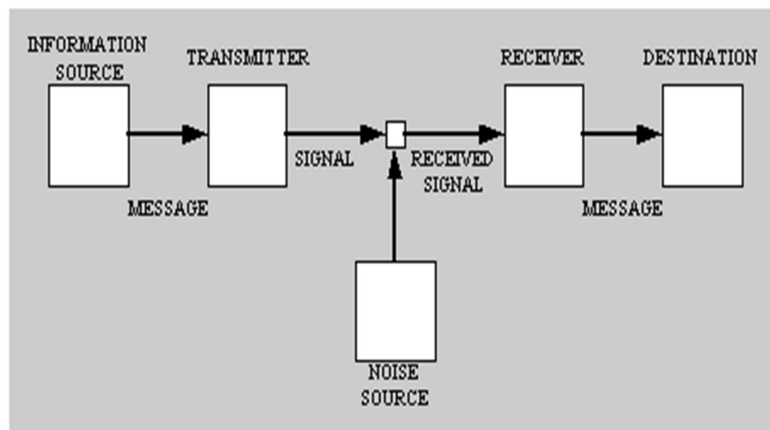 INFORMATION
SOURCE
TRANSMITTER
RECEIVER
DESTINATION
SIGNAL
RECEIVED
SIGNAL
MESSAGE
MESSAGE
NOISE
SOURCE